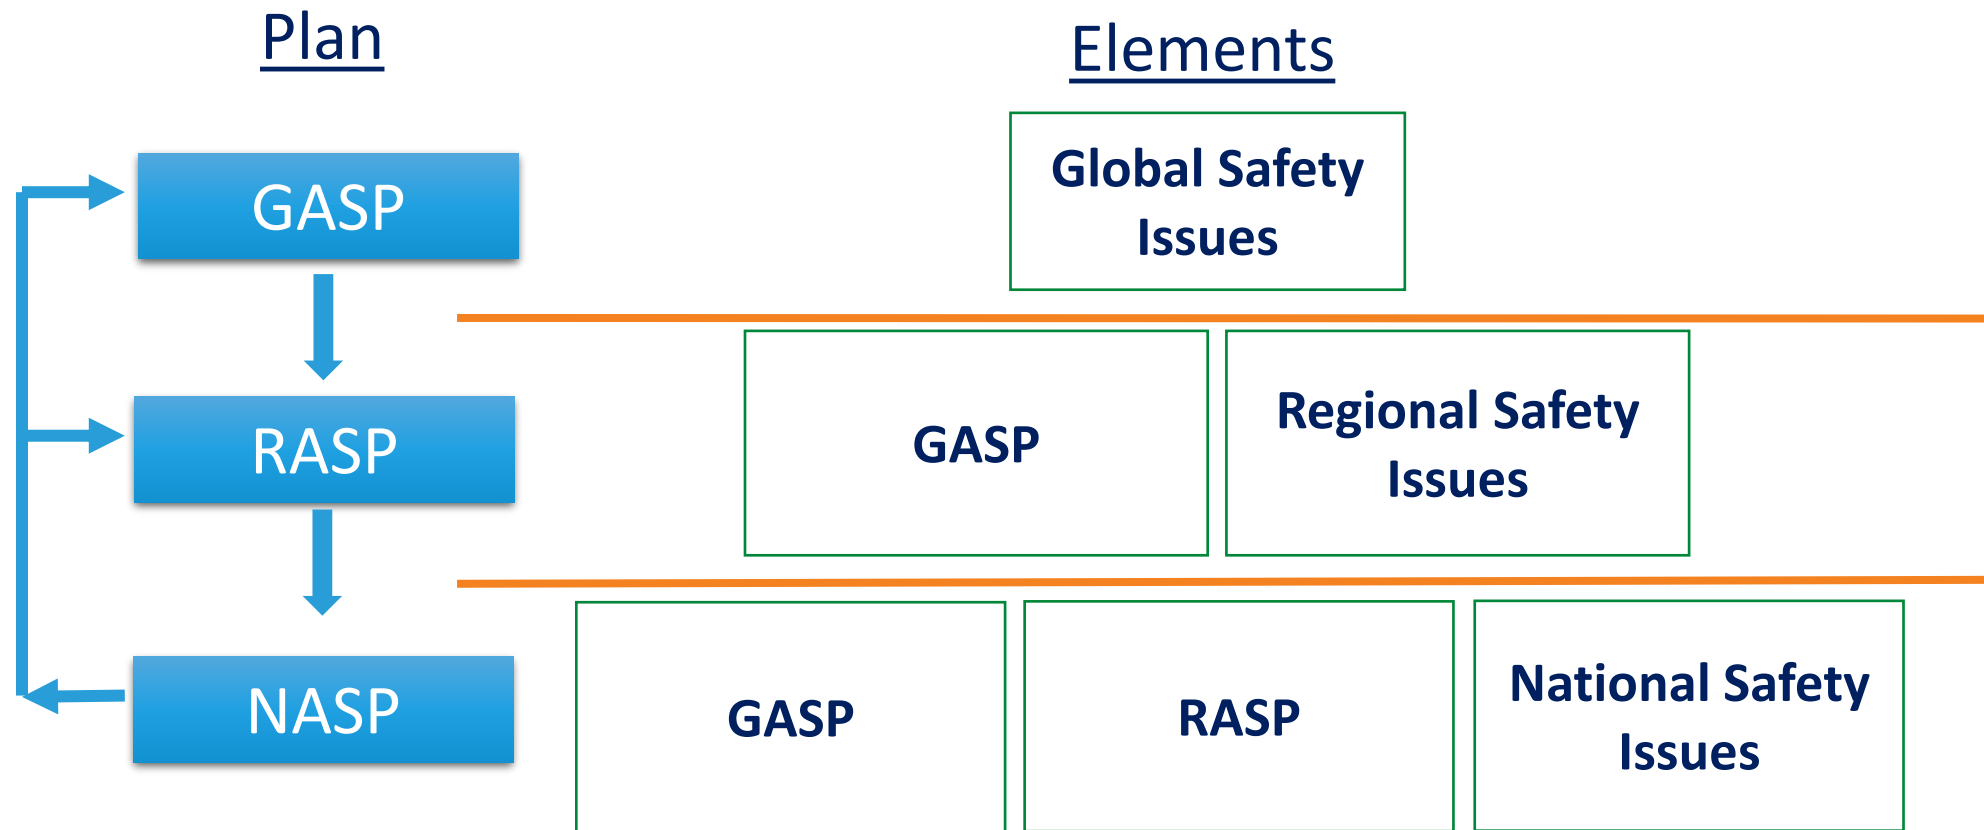 Plan
Elements
GASP
Global Safety
Issues
RASP
GASP
Regional Safety
Issues
NASP
GASP
RASP
National Safety
Issues